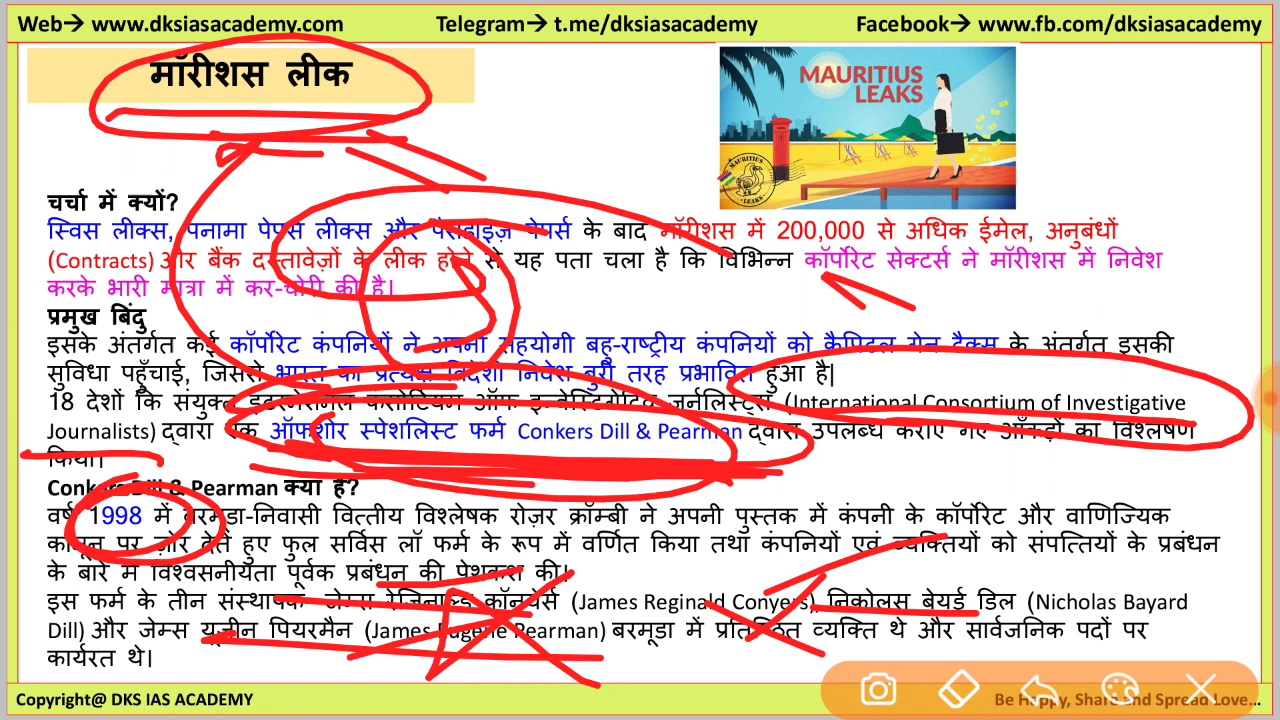 Web→ www.dksiasacademy.com Telegram→ t.me/dksiasacademy Facebook→ www.fb.com/dksiasacademy
मॉरीशस लीक
MAURITIUS
LEAKS
MAURITIUS
LEAKS
चर्चा में क्यों?
स्विस लीक्स, पनामा पेपर्स लीक्स और पैराडाइज़ पेपर्स के बाद मॉरीशस में 200,000 से अधिक ईमेल, अनुबंधों
(Contracts) और बैंक दस्तावेज़ों के लीक होने से यह पता चला है कि विभिन्न कॉर्पोरेट सेक्टर्स ने मॉरीशस में निवेश
करके भारी मात्रा में कर-चोरी की है।
प्रमुख बिंदु
इसके अंतर्गत कई कॉर्पोरेट कंपनियों ने अपनी सहयोगी बहु-राष्ट्रीय कंपनियों को कैपिटल गेन टैक्स के अंतर्गत इसकी
सुविधा पहुँचाई, जिससे भारत का प्रत्यक्ष विदेशी निवेश बुरी तरह प्रभावित हुआ है|
18 देशों कि संयुक्त इंटरनेशनल कंसोर्टियम ऑफ इन्वेस्टिगेटिव जर्नलिस्ट्स (International Consortium of Investigative
Journalists) द्वारा एक ऑफशोर स्पेशलिस्ट फर्म Conkers Dill & Pearman द्वारा उपलब्ध कराए गए आँकड़ों का विश्लेषण
किया।
Conkers Dill & Pearman क्या है?
वर्ष 1998 में बरमूडा-निवासी वित्तीय विश्लेषक रोज़र क्रॉम्बी ने अपनी पुस्तक में कंपनी के कॉर्पोरेट और वाणिज्यिक
कानून पर ज़ोर देते हुए फुल सर्विस लॉ फर्म के रूप में वर्णित किया तथा कंपनियों एवं व्यक्तियों को संपत्तियों के प्रबंधन
के बारे में विश्वसनीयता पूर्वक प्रबंधन की पेशकश की।
इस फर्म के तीन संस्थापक जेम्स रेजिनाल्ड कॉनयर्स (James Reginald Conyers), निकोलस बेयर्ड डिल (Nicholas Bayard
Dill) और जेम्स यूजीन पियरमैन (James Eugene Pearman) बरमूडा में प्रतिष्ठित व्यक्ति थे और सार्वजनिक पदों पर
कार्यरत थे।
Copyright@ DKS IAS ACADEMY Be Happy, Share and Spread Love...